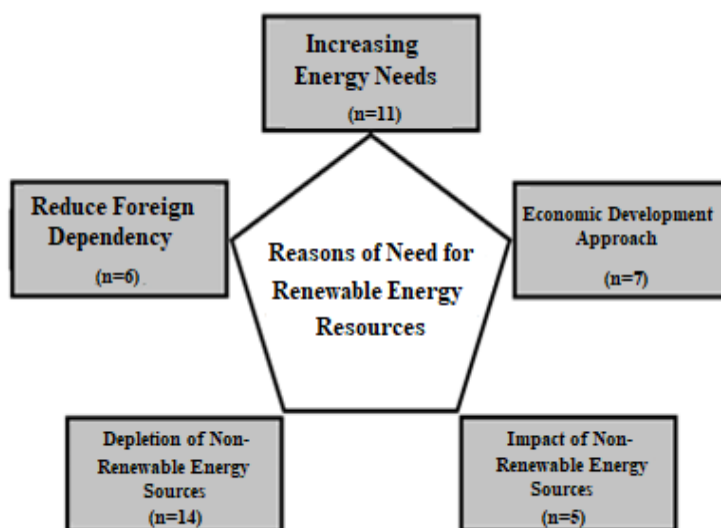 Increasing
Energy Needs
(n=11)
Reduce Foreign
Dependency
(n=6)
Economic Development
Approach
(n=7)
Reasons of Need for
Renewable Energy
Resources
Depletion of Non-
Renewable Energy
Sources
(n=14)
Impact of Non-
Renewable Energy
Sources
(n=5)